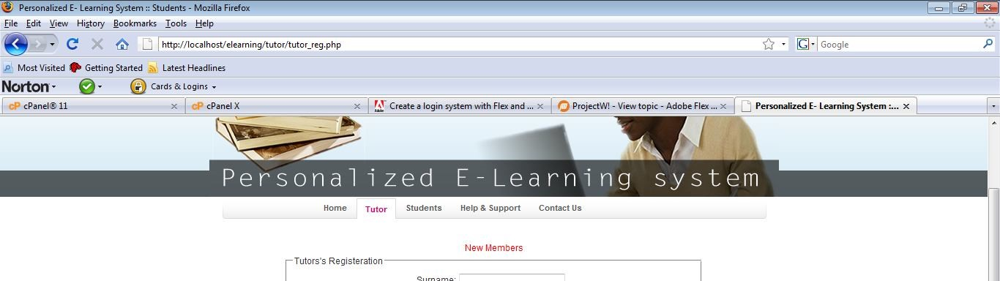 Personalized E- Learning System :: Students - Mozilla Firefox
File Edit View History Bookmarks Tools Help
http://localhost/elearning/tutor/tutor_reg.php
G Google
Most Visited Getting Started Latest Headlines
Norton Cards & Logins
cP cPanel® 11
cP cPanel X
Adobe Create a login system with Flex and ...
ProjectW! - View topic - Adobe Flex ...
Personalized E- Learning System :...
Personalized E-Learning system
Home Tutor Students Help & Support Contact Us
New Members
Tutors's Registeration
Surname: